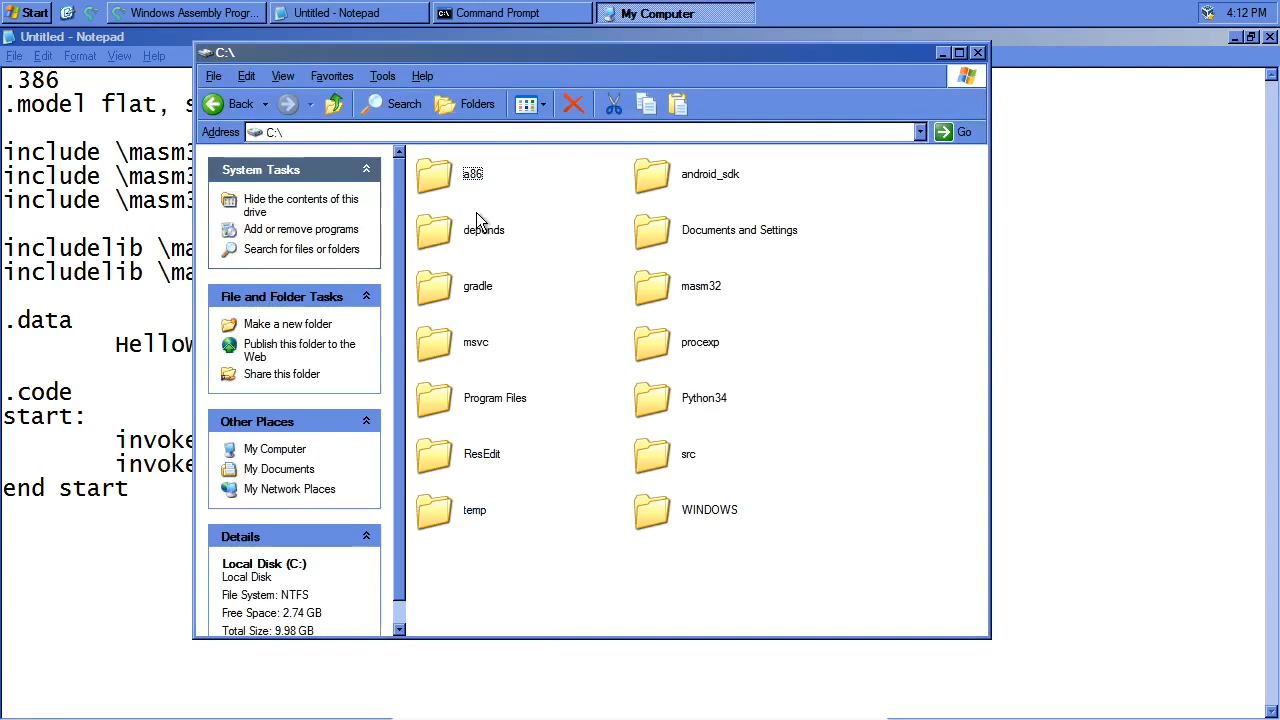 Start
Windows Assembly Progr...
Untitled - Notepad
Command Prompt
My Computer
4:12 PM
Untitled - Notepad
File Edit Format View Help
.386
.model flat, s
include \masm3
include \masm3
include \masm3
includelib \ma
includelib \ma
.data
HelloW
.code
start:
invoke
invoke
end start
C:\
File Edit View Favorites Tools Help
Back Search Folders
Address C:\ Go
System Tasks
Hide the contents of this
drive
Add or remove programs
Search for files or folders
File and Folder Tasks
Make a new folder
Publish this folder to the
Web
Share this folder
Other Places
My Computer
My Documents
My Network Places
Details
Local Disk (C:)
Local Disk
File System: NTFS
Free Space: 2.74 GB
Total Size: 9.98 GB
a86 android_sdk
depends Documents and Settings
gradle masm32
msvc procexp
Program Files Python34
ResEdit src
temp WINDOWS